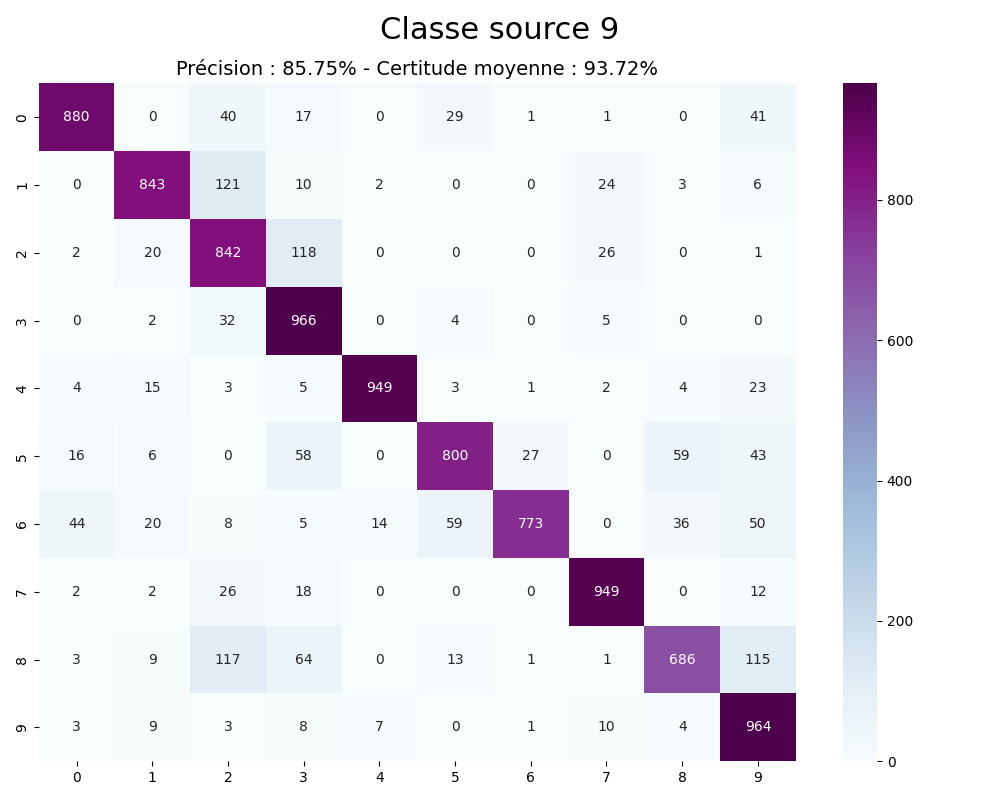 Classe source 9
Précision : 85.75% - Certitude moyenne : 93.72%
0 880 0 40 17 0 29 1 1 0 41
1 0 843 121 10 2 0 0 24 3 6
2 2 20 842 118 0 0 0 26 0 1
3 0 2 32 966 0 4 0 5 0 0
4 4 15 3 5 949 3 1 2 4 23
5 16 6 0 58 0 800 27 0 59 43
6 44 20 8 5 14 59 773 0 36 50
7 2 2 26 18 0 0 0 949 0 12
8 3 9 117 64 0 13 1 1 686 115
9 3 9 3 8 7 0 1 10 4 964
0 1 2 3 4 5 6 7 8 9
800
600
400
200
0